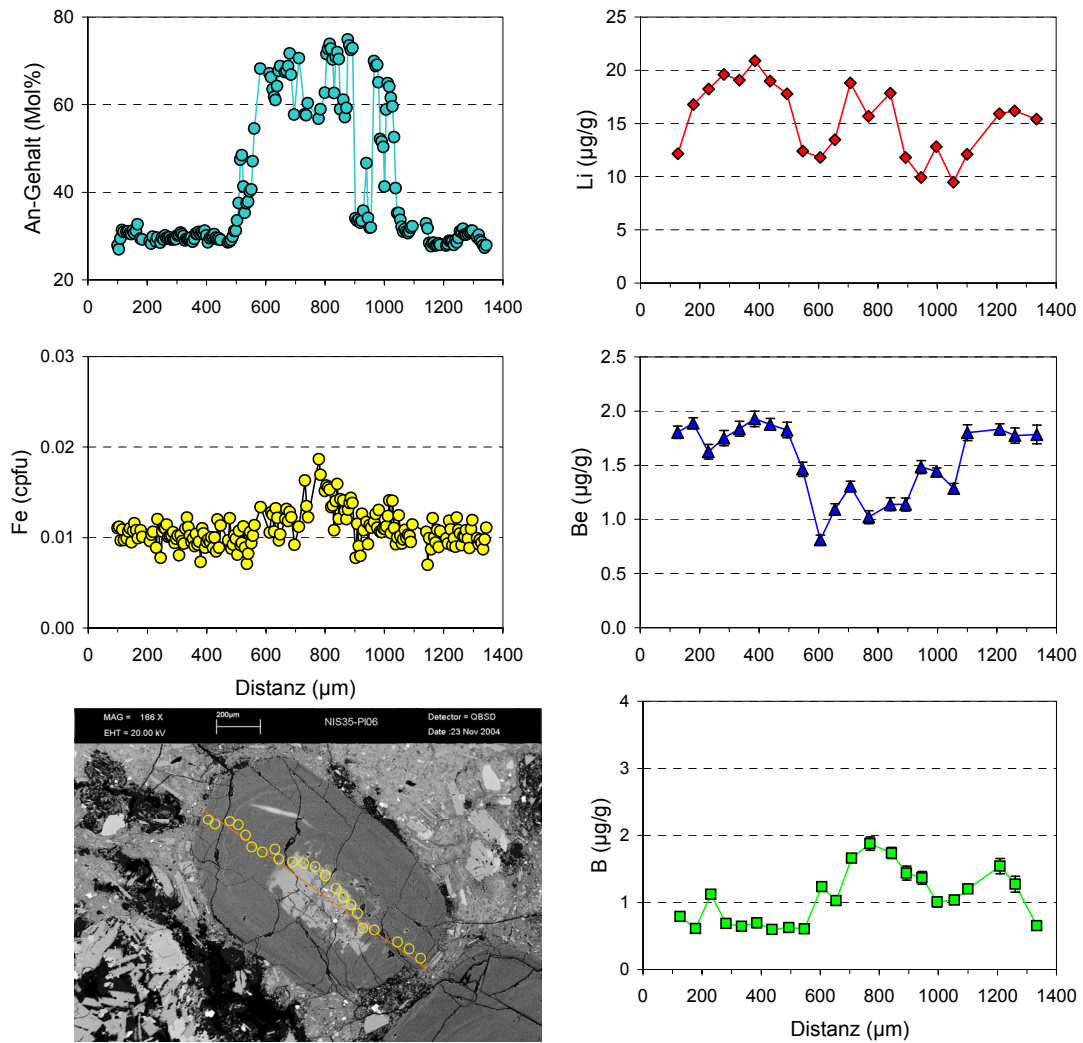 An-Gehalt (Mol%)
80
60
40
20
0 200 400 600 800 1000 1200 1400
Li (µg/g)
25
20
15
10
5
0
0 200 400 600 800 1000 1200 1400
Fe (cpfu)
0.03
0.02
0.01
0.00
0 200 400 600 800 1000 1200 1400
Distanz (µm)
Be (µg/g)
2.5
2.0
1.5
1.0
0.5
0.0
0 200 400 600 800 1000 1200 1400
MAG = 166 X
EHT = 20.00 kV
200µm
NIS35-Pl06
Detector = QBSD
Date :23 Nov 2004
B (µg/g)
4
3
2
1
0
0 200 400 600 800 1000 1200 1400
Distanz (µm)